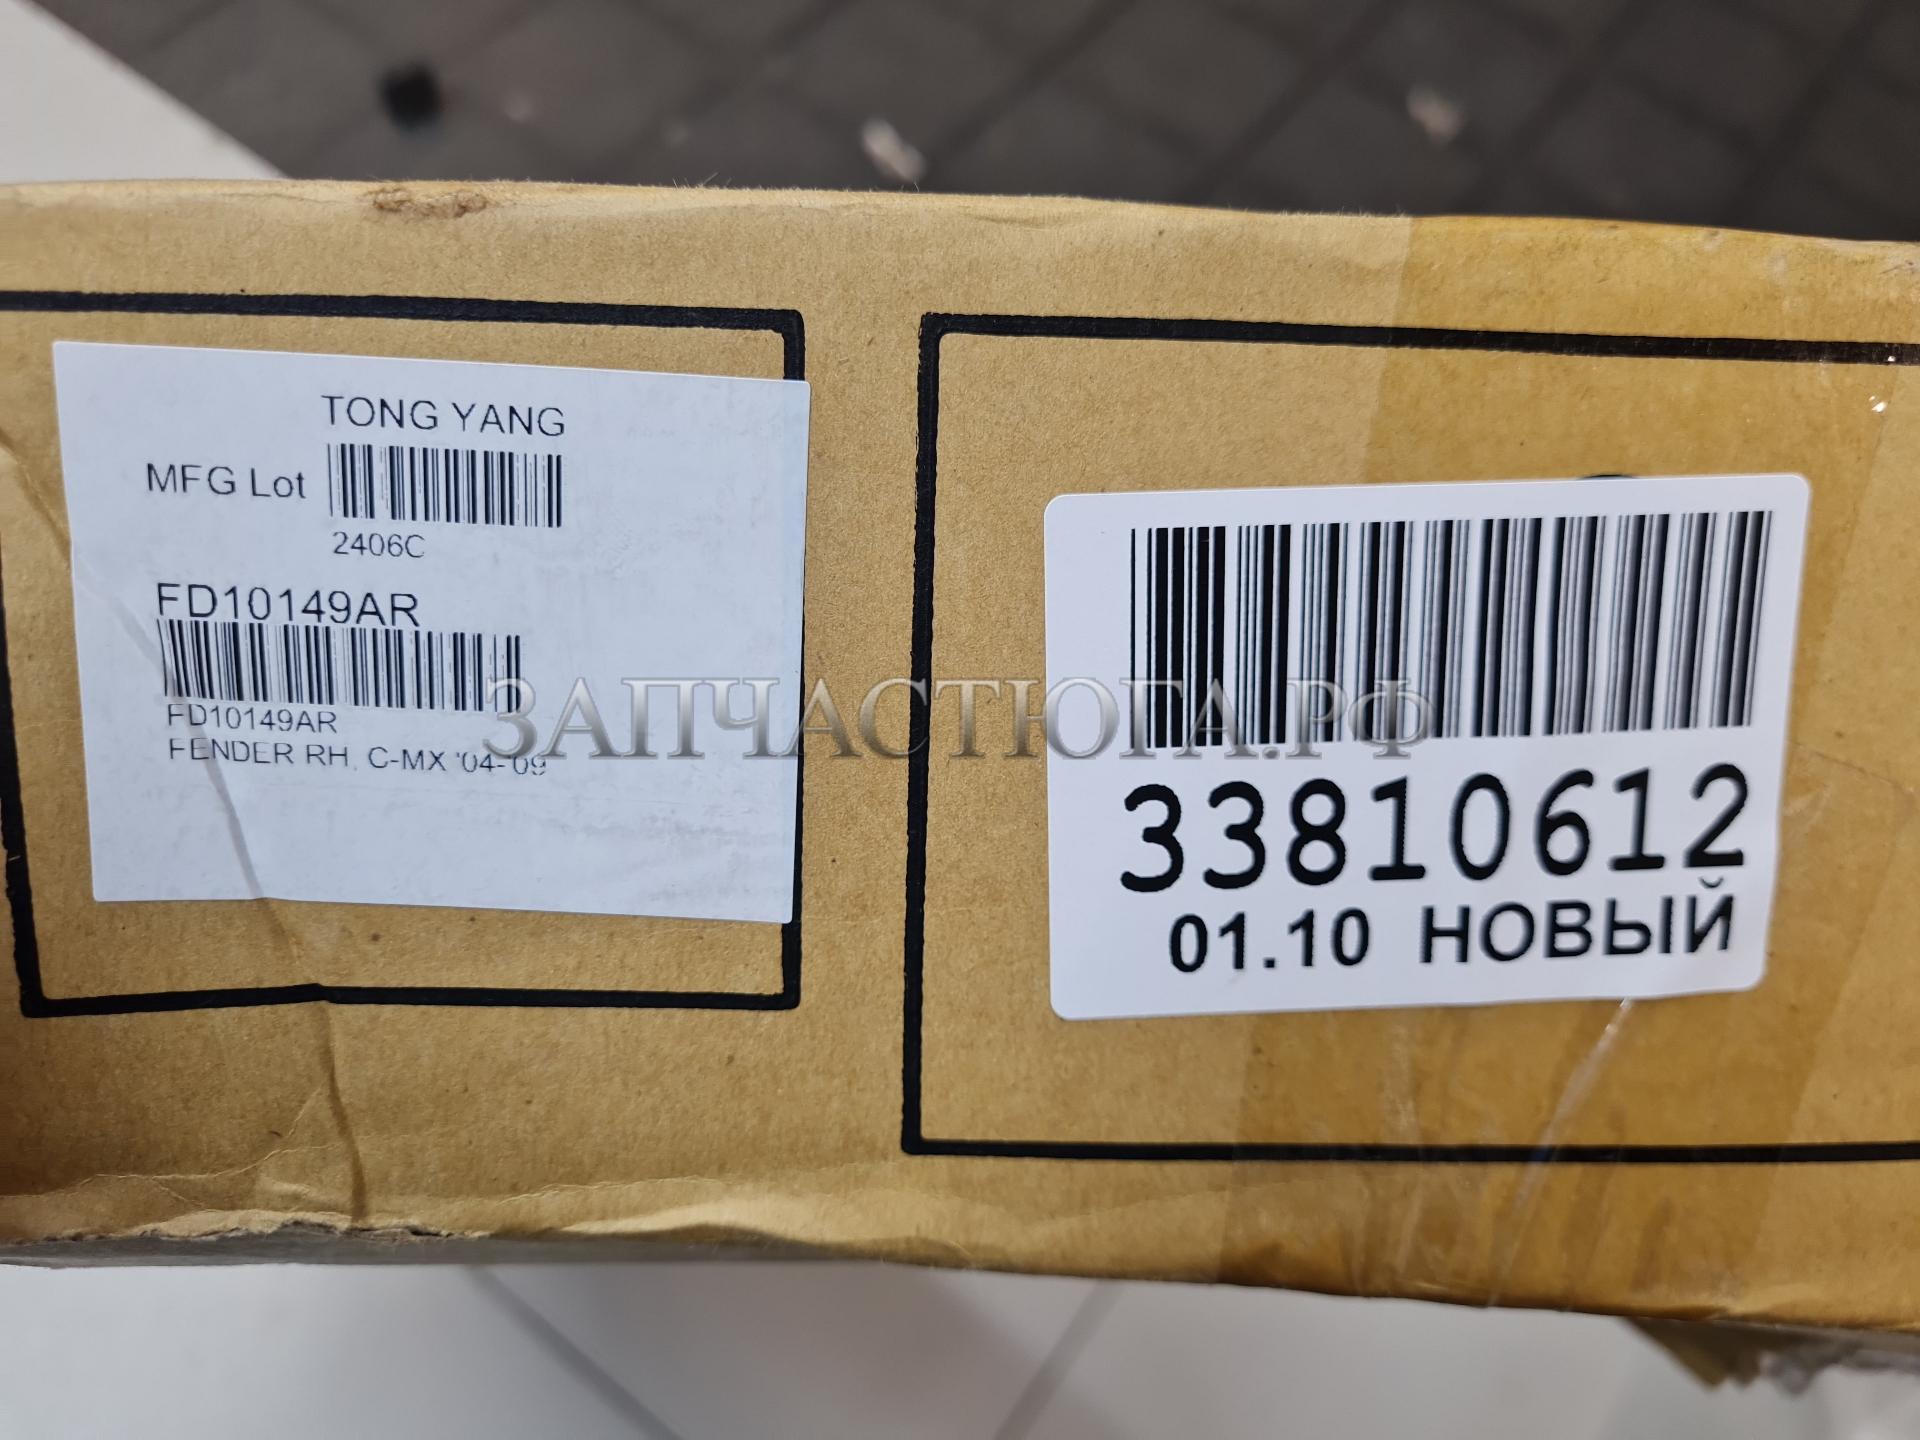 TONG YANG
MFG Lot
2406C
FD10149AR
FD10149AR
FENDER RH, C-MX '04-'09
ЗАПЧАСТЮГА.РФ
33810612
01.10 НОВЫЙ